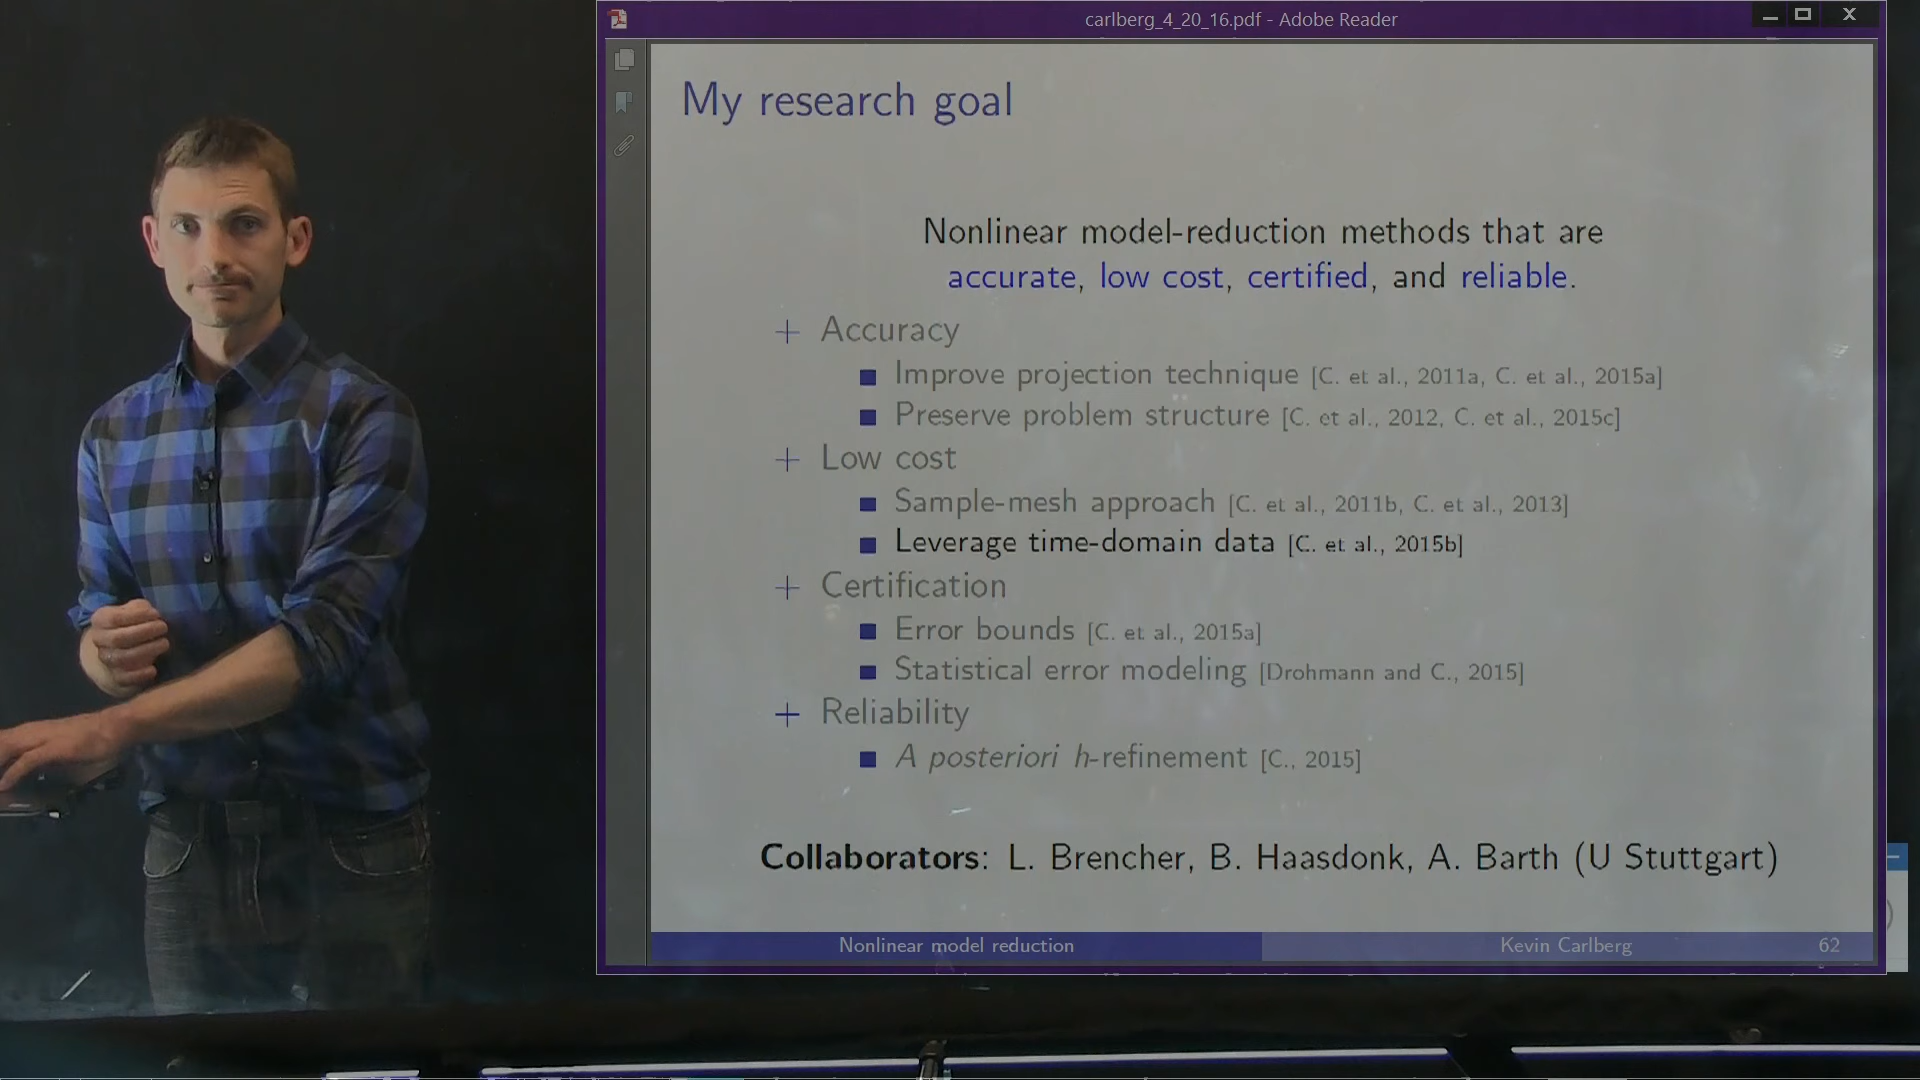 carlberg_4_20_16.pdf - Adobe Reader
My research goal
Nonlinear model-reduction methods that are
accurate, low cost, certified, and reliable.
+ Accuracy
■ Improve projection technique [C. et al., 2011a, C. et al., 2015a]
■ Preserve problem structure [C. et al., 2012, C. et al., 2015c]
+ Low cost
■ Sample-mesh approach [C. et al., 2011b, C. et al., 2013]
■ Leverage time-domain data [C. et al., 2015b]
+ Certification
■ Error bounds [C. et al., 2015a]
■ Statistical error modeling [Drohmann and C., 2015]
+ Reliability
■ A posteriori h-refinement [C., 2015]
Collaborators: L. Brencher, B. Haasdonk, A. Barth (U Stuttgart)
Nonlinear model reduction Kevin Carlberg 62